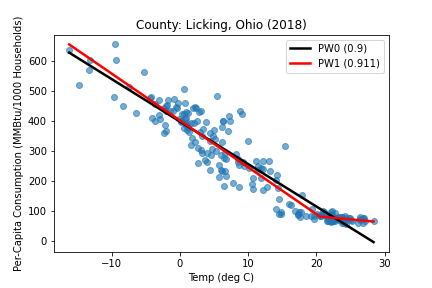 County: Licking, Ohio (2018)
Per-Capita Consumption (MMBtu/1000 Households)
600
500
400
300
200
100
0
PW0 (0.9)
PW1 (0.911)
−10 0 10 20 30
Temp (deg C)